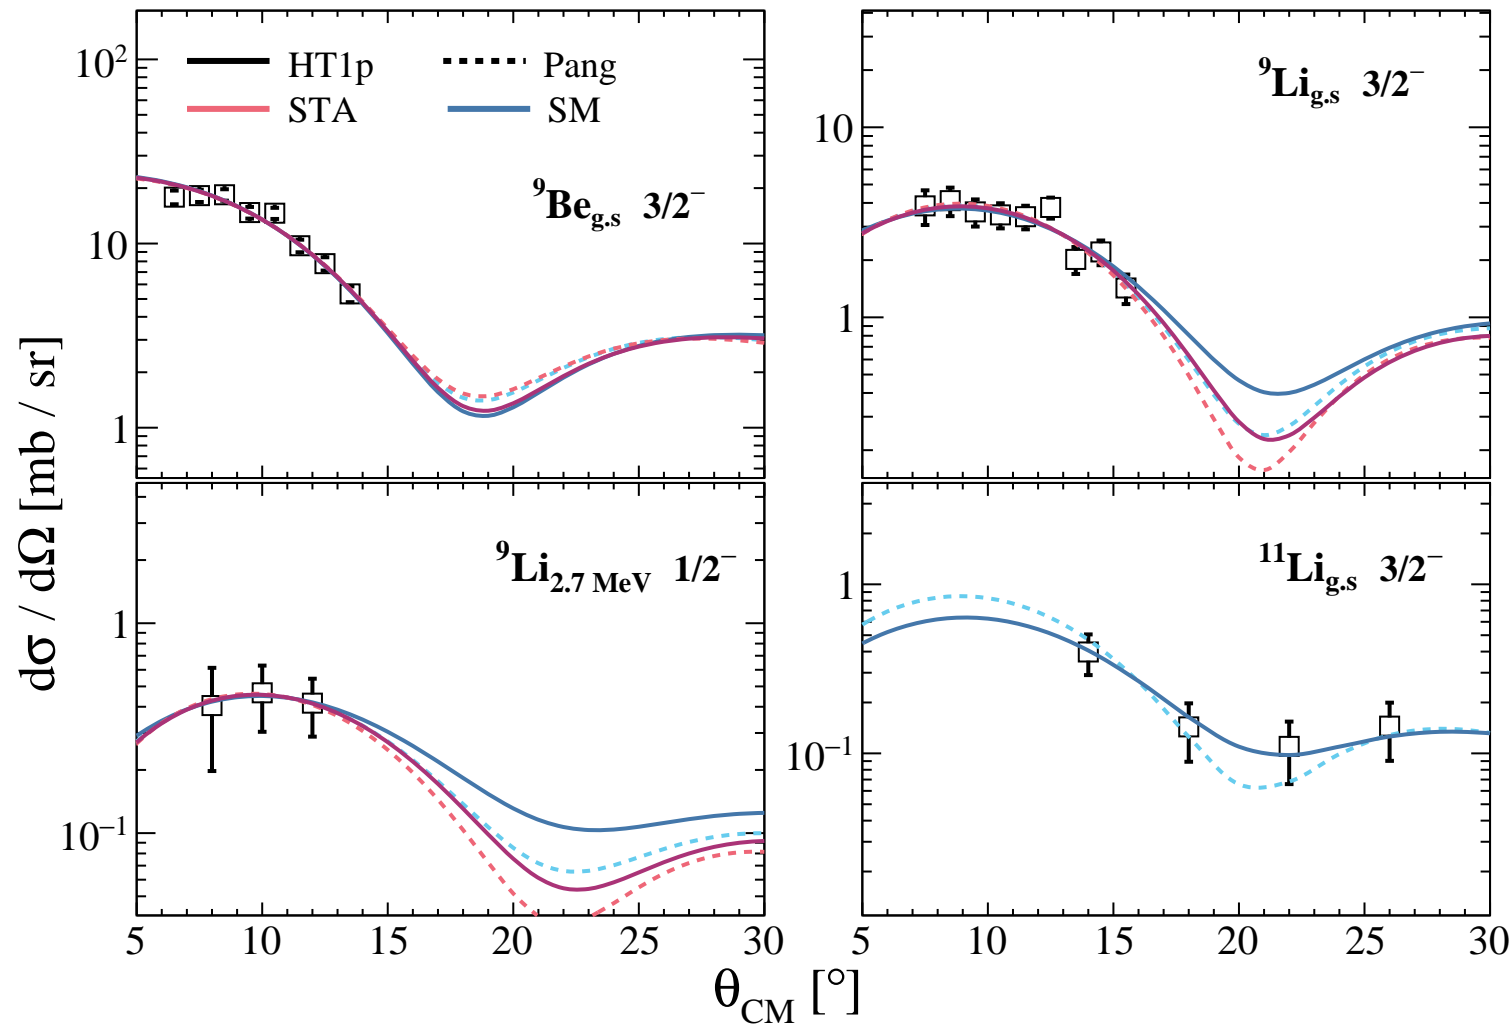 HT1p Pang
STA SM
⁹Be_g.s 3/2⁻
10²
10
1
⁹Li_g.s 3/2⁻
10
1
⁹Li_2.7 MeV 1/2⁻
1
10⁻¹
5 10 15 20 25 30
¹¹Li_g.s 3/2⁻
1
10⁻¹
5 10 15 20 25 30
dσ / dΩ [mb / sr]
θ_CM [°]